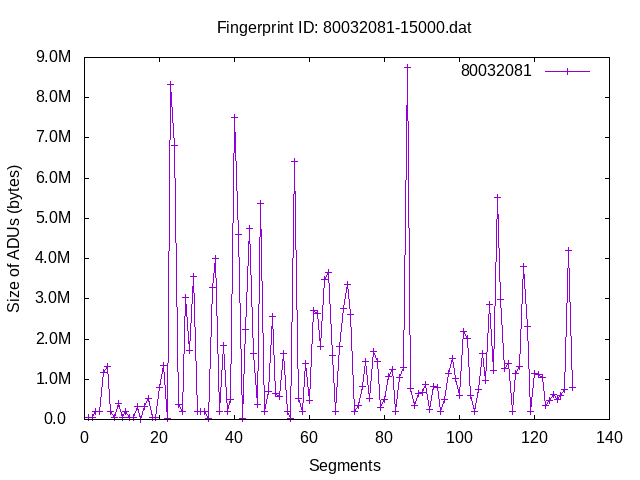 Fingerprint ID: 80032081-15000.dat
80032081
Size of ADUs (bytes)
9.0M
8.0M
7.0M
6.0M
5.0M
4.0M
3.0M
2.0M
1.0M
0.0
0 20 40 60 80 100 120 140
Segments